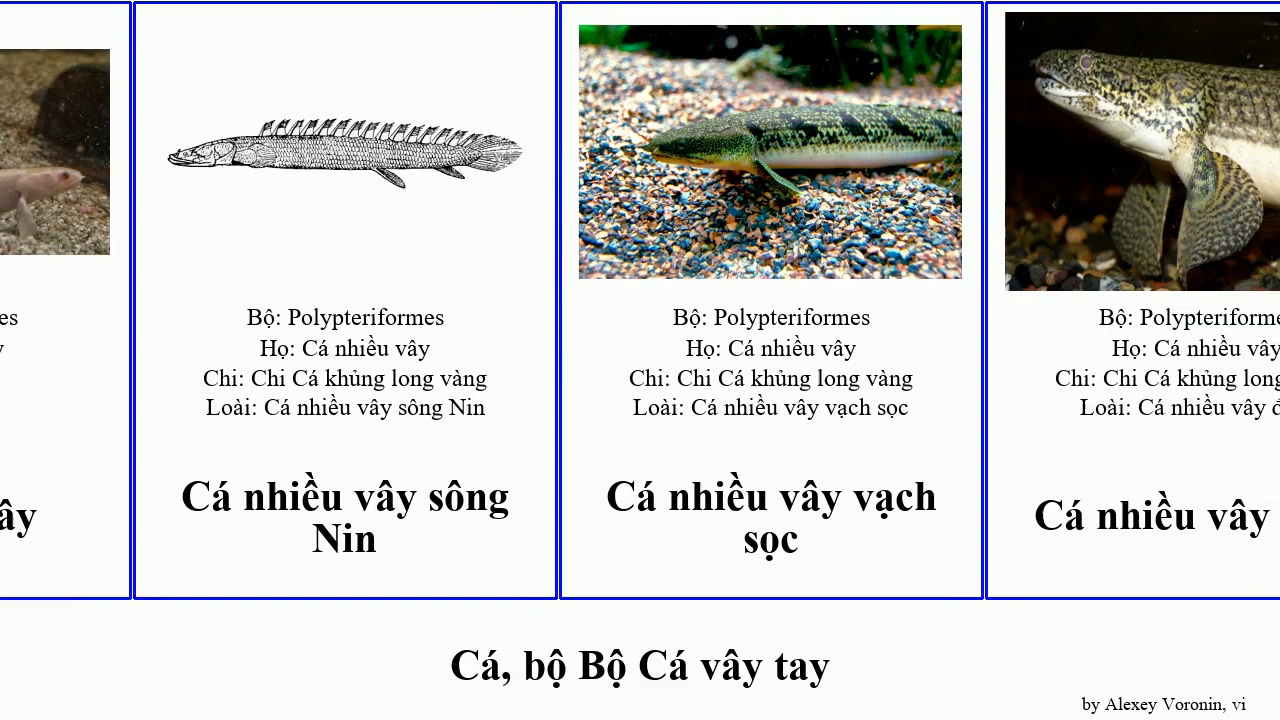 es
y
ây
Bộ: Polypteriformes
Họ: Cá nhiều vây
Chi: Chi Cá khủng long vàng
Loài: Cá nhiều vây sông Nin
Cá nhiều vây sông
Nin
Bộ: Polypteriformes
Họ: Cá nhiều vây
Chi: Chi Cá khủng long vàng
Loài: Cá nhiều vây vạch sọc
Cá nhiều vây vạch
sọc
Bộ: Polypteriforme
Họ: Cá nhiều vây
Chi: Chi Cá khủng long
Loài: Cá nhiều vây
Cá nhiều vây
Cá, bộ Bộ Cá vây tay
by Alexey Voronin, vi